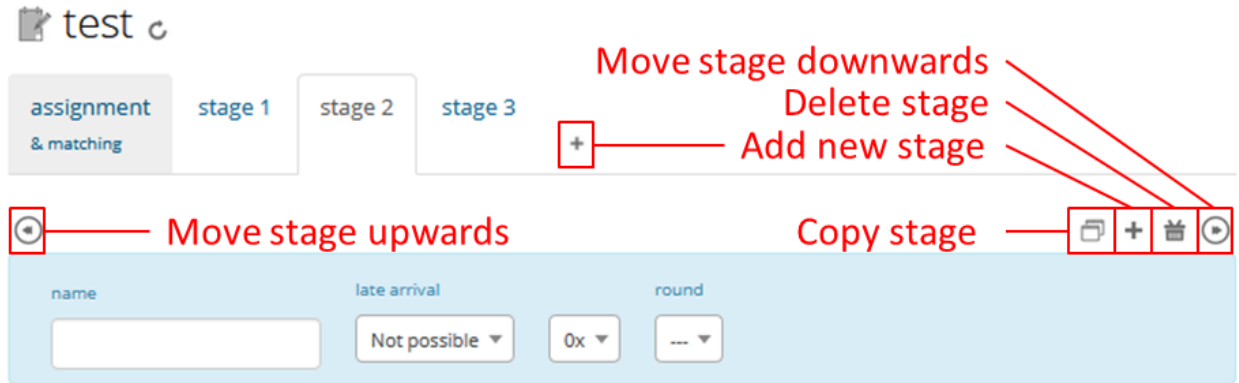 test
Move stage downwards
assignment stage 1 stage 2 stage 3
Delete stage
& matching
+ Add new stage
Move stage upwards Copy stage +
name late arrival round
Not possible 0x ---